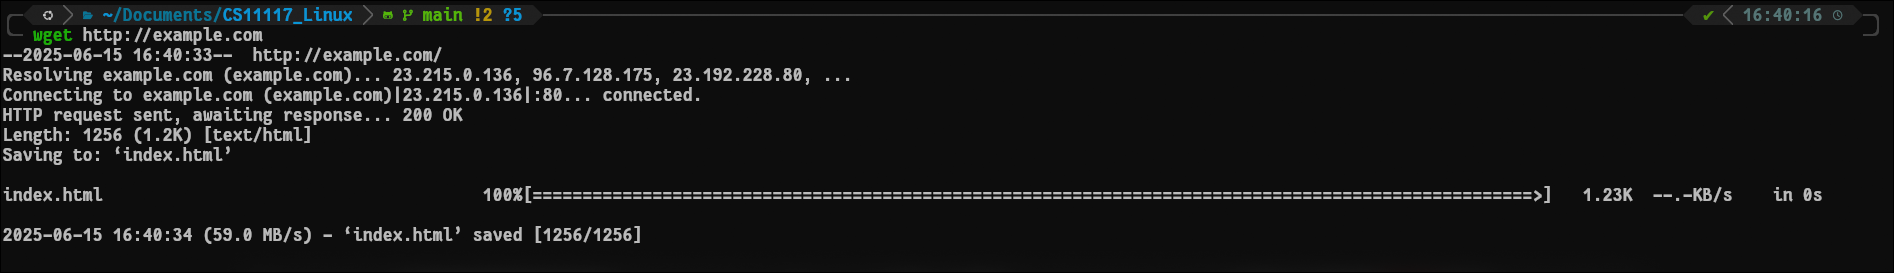 ~/Documents/CS11117_Linux main !2 ?5 ✔ 16:40:16
wget http://example.com
--2025-06-15 16:40:33--  http://example.com/
Resolving example.com (example.com)... 23.215.0.136, 96.7.128.175, 23.192.228.80, ...
Connecting to example.com (example.com)|23.215.0.136|:80... connected.
HTTP request sent, awaiting response... 200 OK
Length: 1256 (1.2K) [text/html]
Saving to: ‘index.html’
index.html 100%[====================================================================================================>] 1.23K --.-KB/s in 0s
2025-06-15 16:40:34 (59.0 MB/s) - ‘index.html’ saved [1256/1256]